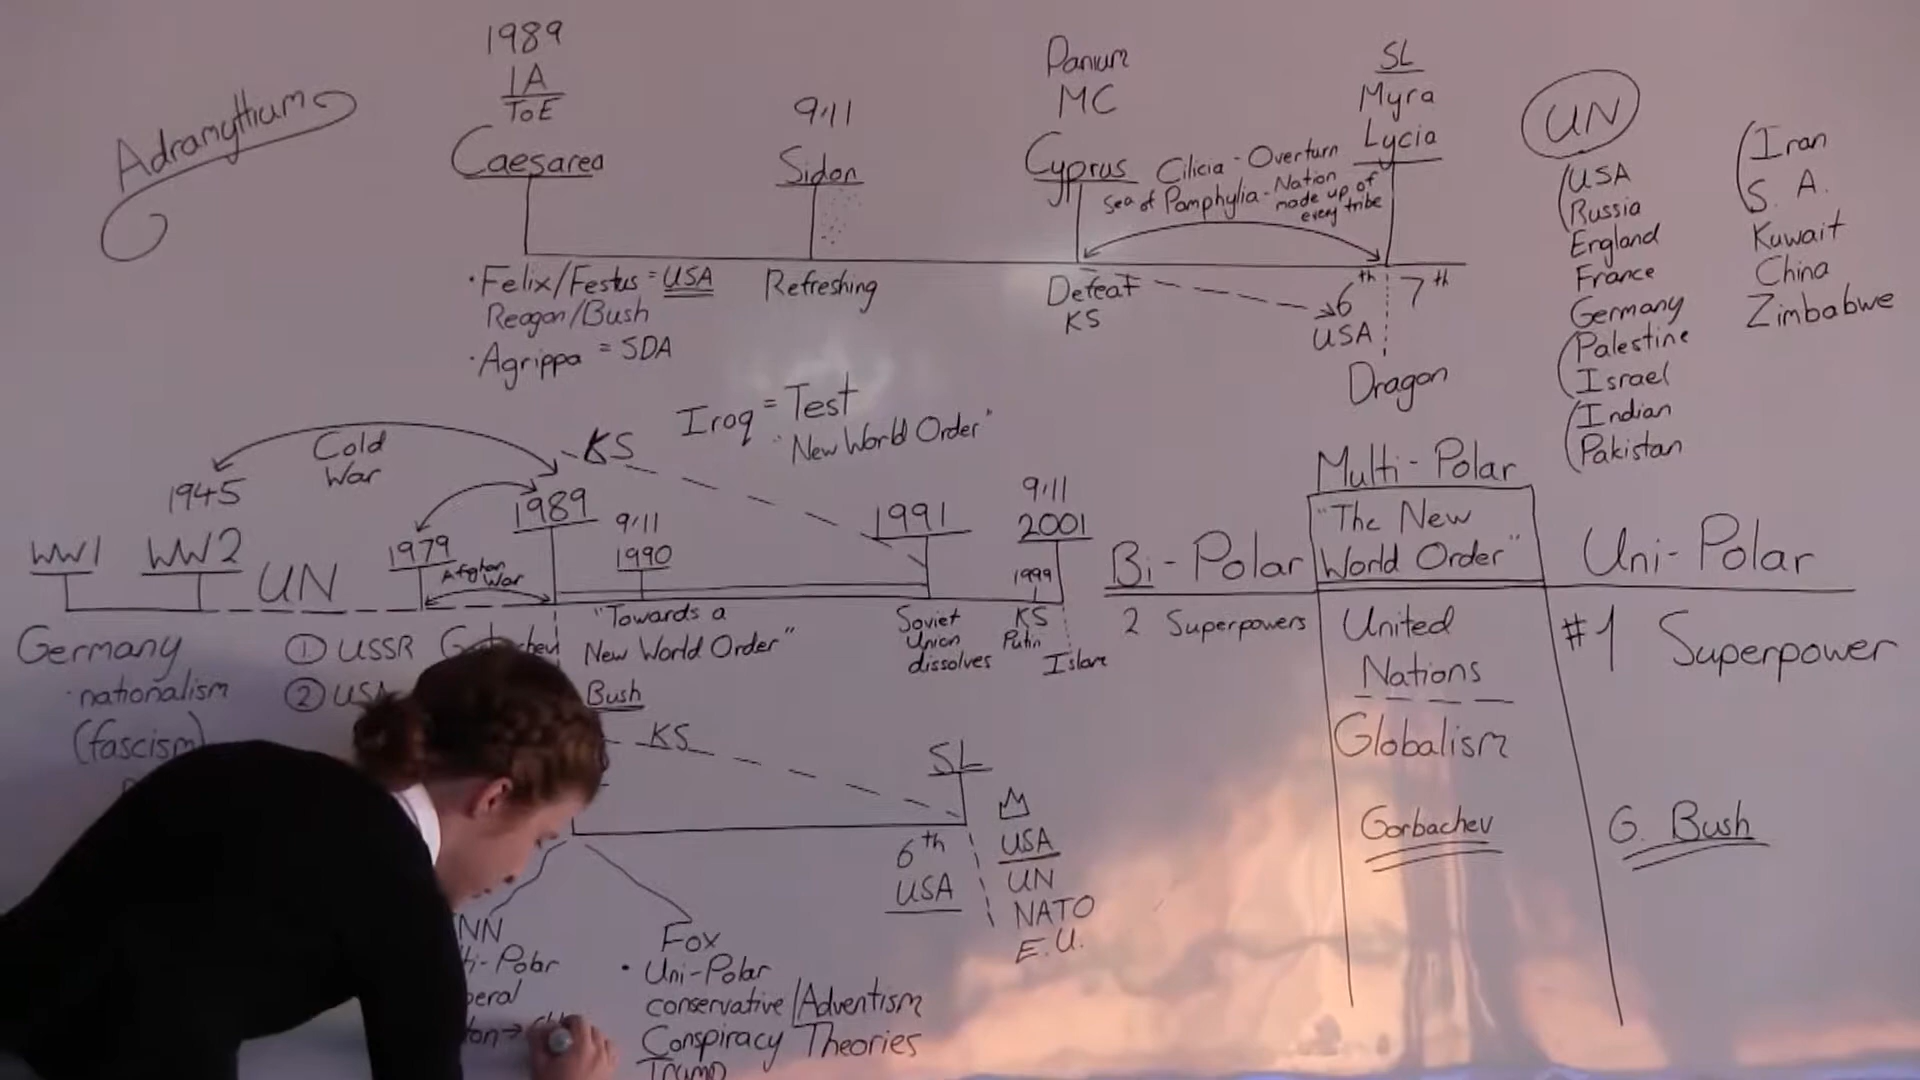 Adramyttium
1989
1A
ToE
Caesarea
9/11
Sidon
Panium
MC
Cyprus
Cilicia - Overturn
Sea of Pamphylia - Nation
made up of
every tribe
SL
Myra
Lycia
• Felix/Festus = USA
Reagan/Bush
• Agrippa = SDA
Refreshing
Defeat
KS
6th
USA
7th
Dragon
UN
USA
Russia
England
France
Germany
Palestine
Israel
Indian
Pakistan
Iran
S. A.
Kuwait
China
Zimbabwe
Iraq = Test
"New World Order"
Cold
War
KS
1945
WW1
WW2
UN
1979
Afghan
War
1989
9/11
1990
1991
9/11
2001
1999
Germany
• nationalism
(fascism)
① USSR
② USA
"Towards a
New World Order"
Bush
Soviet
Union
dissolves
KS
Putin
Islam
KS
SL
6th
USA
USA
UN
NATO
E.U.
Fox
• Uni-Polar
conservative/Adventism
Conspiracy Theories
Trump
Bi-Polar
2 Superpowers
Multi-Polar
"The New
World Order"
United
Nations
Globalism
Gorbachev
Uni-Polar
#1 Superpower
G. Bush